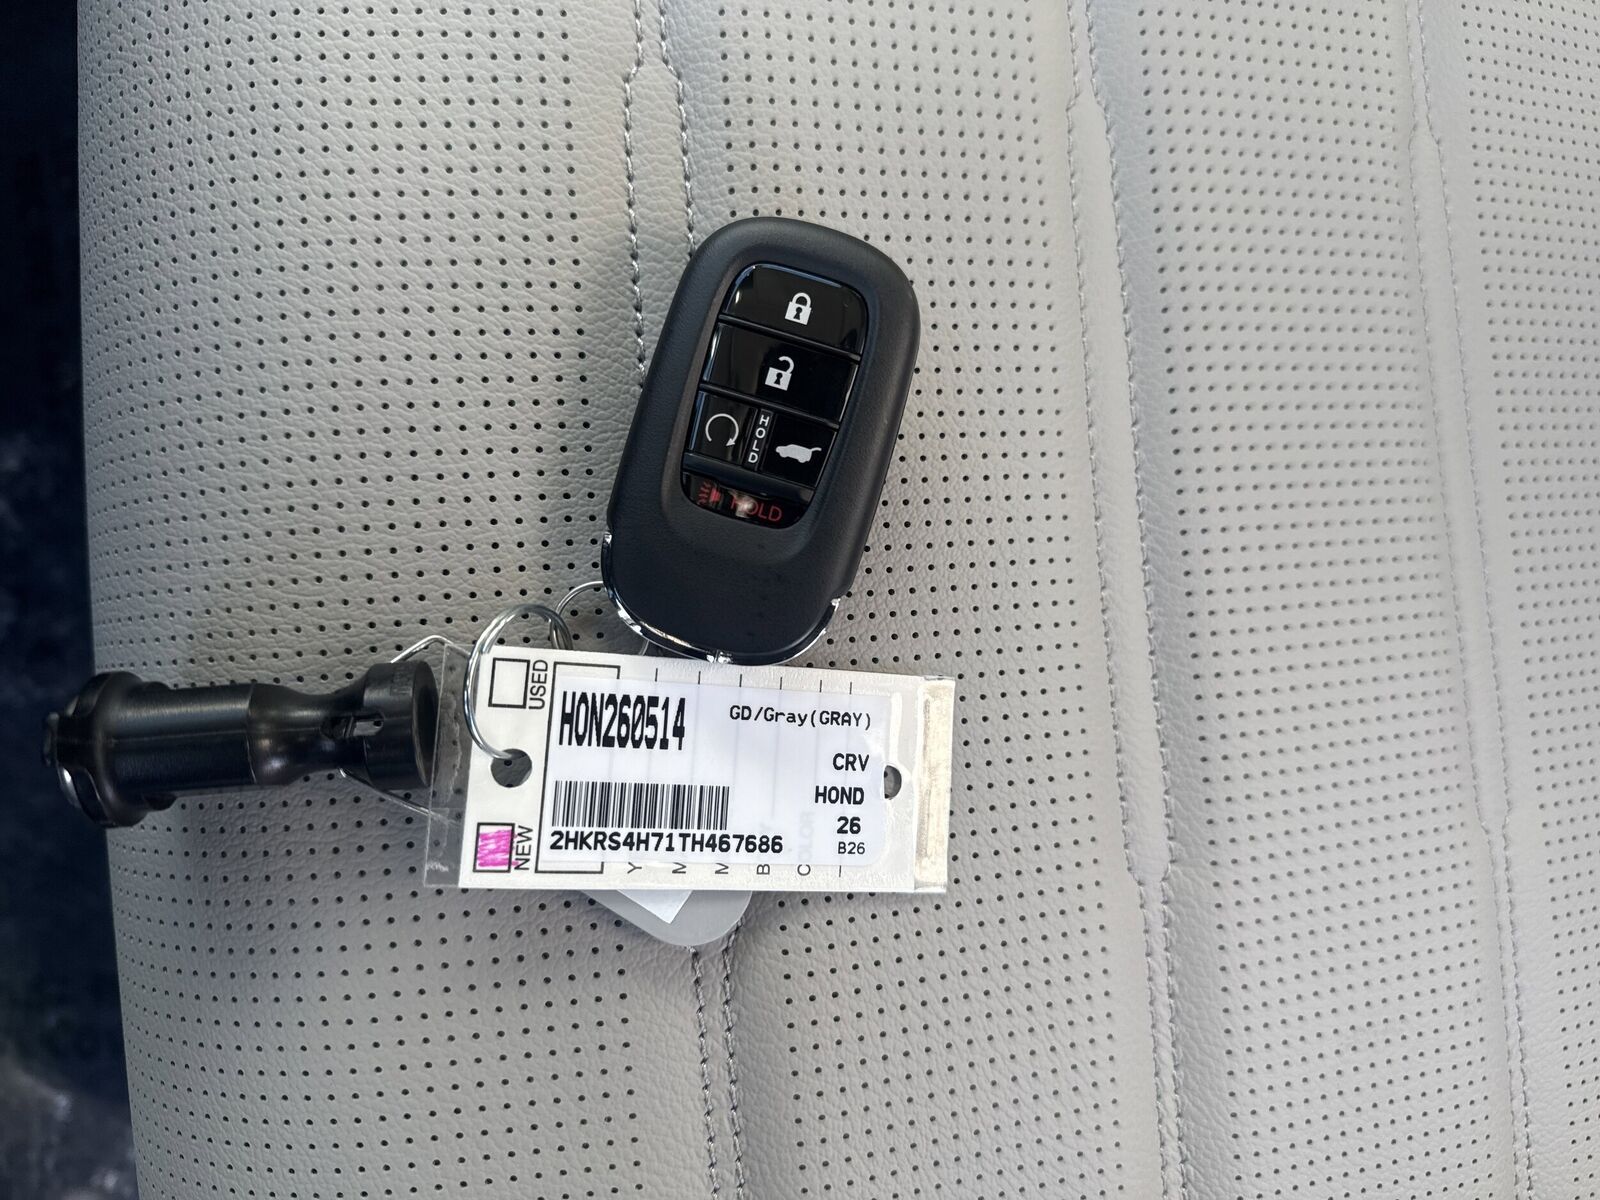 HOLD
HOLD
USED
HON260514
GD/Gray(GRAY)
CRV
HOND
26
B26
2HKRS4H71TH467686
NEW
Y
M
M
B
C